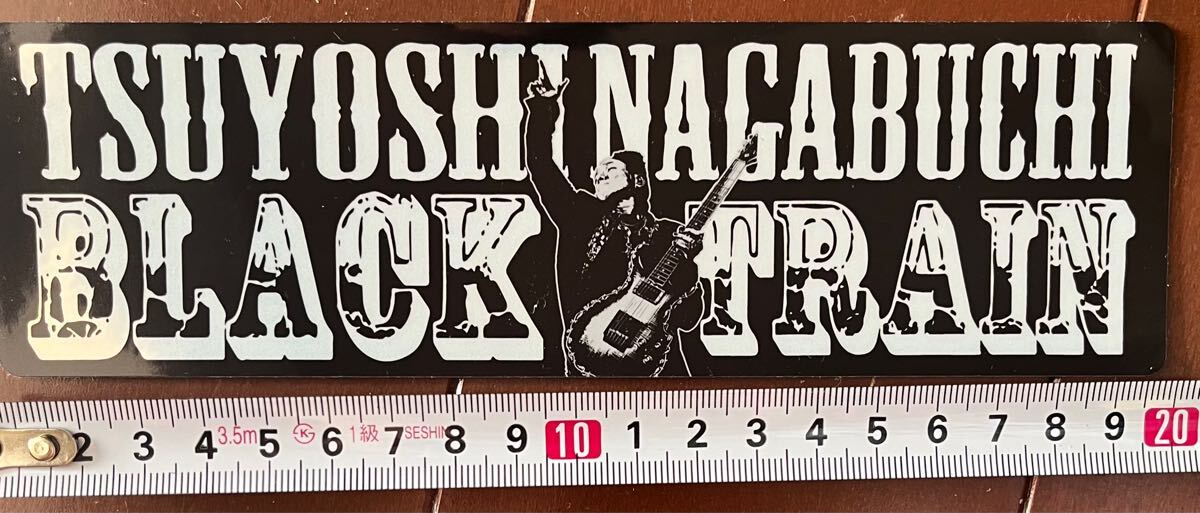 TSUYOSHI NAGABUCHI
BLACK TRAIN
2 3 4 3.5m 5 K 6 1級 7 SESHIN 8 9 10 1 2 3 4 5 6 7 8 9 20